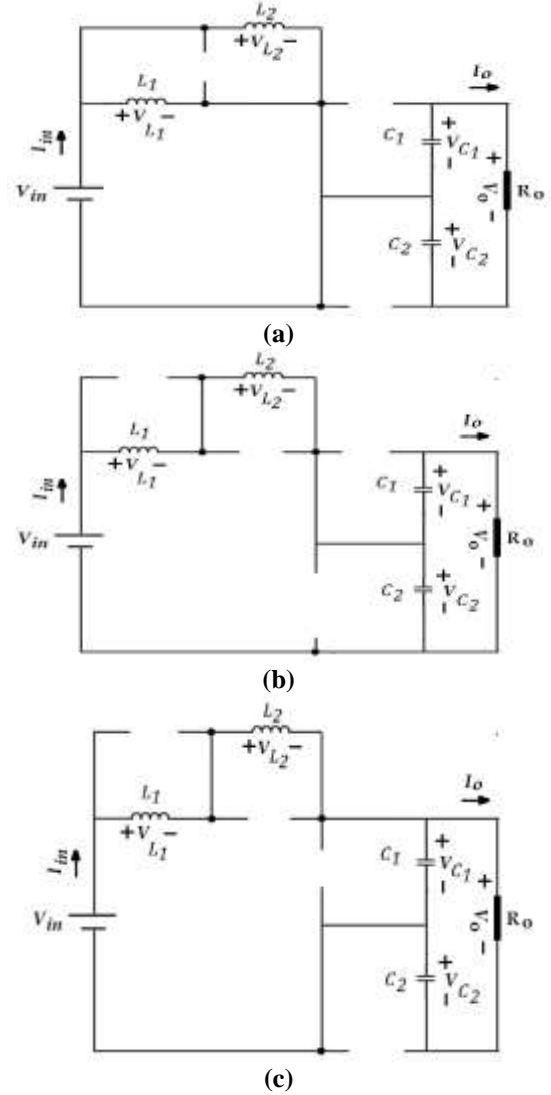 L2
+VL2−
L1
+VL1−
Iin
Vin
Io
C1
+
VC1
−
+
Vo
−
Ro
C2
+
VC2
−
(a)
L2
+VL2−
L1
+VL1−
Iin
Vin
Io
C1
+
VC1
−
+
Vo
−
Ro
C2
+
VC2
−
(b)
L2
+VL2−
L1
+VL1−
Iin
Vin
Io
C1
+
VC1
−
+
Vo
−
Ro
C2
+
VC2
−
(c)